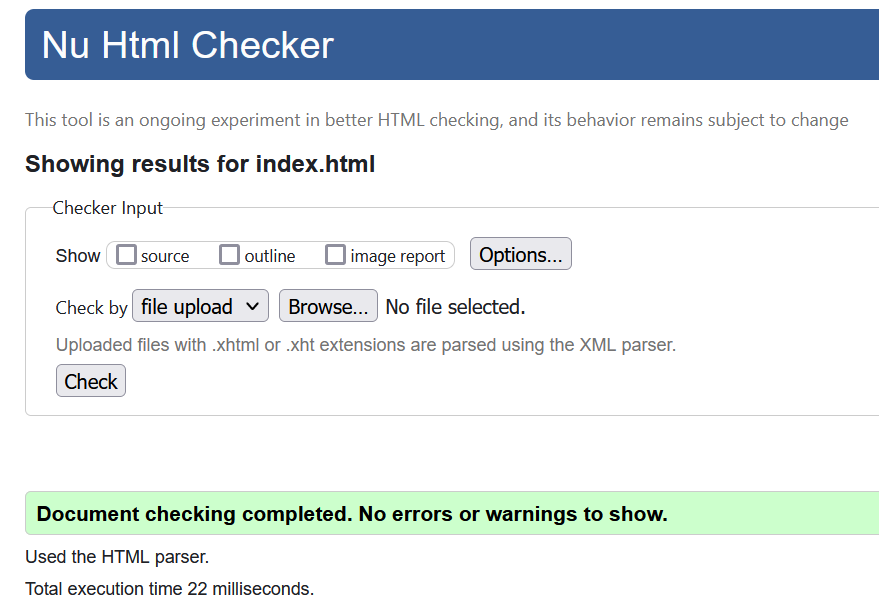 Nu Html Checker
This tool is an ongoing experiment in better HTML checking, and its behavior remains subject to change
Showing results for index.html
Checker Input
Show source outline image report Options...
Check by file upload Browse... No file selected.
Uploaded files with .xhtml or .xht extensions are parsed using the XML parser.
Check
Document checking completed. No errors or warnings to show.
Used the HTML parser.
Total execution time 22 milliseconds.